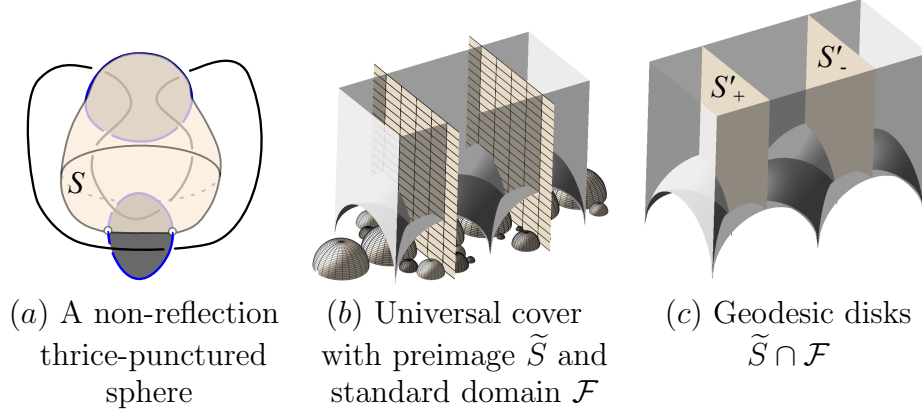 S
S′₊
S′₋
(a) A non-reflection
thrice-punctured
sphere
(b) Universal cover
with preimage S̃ and
standard domain ℱ
(c) Geodesic disks
S̃ ∩ ℱ